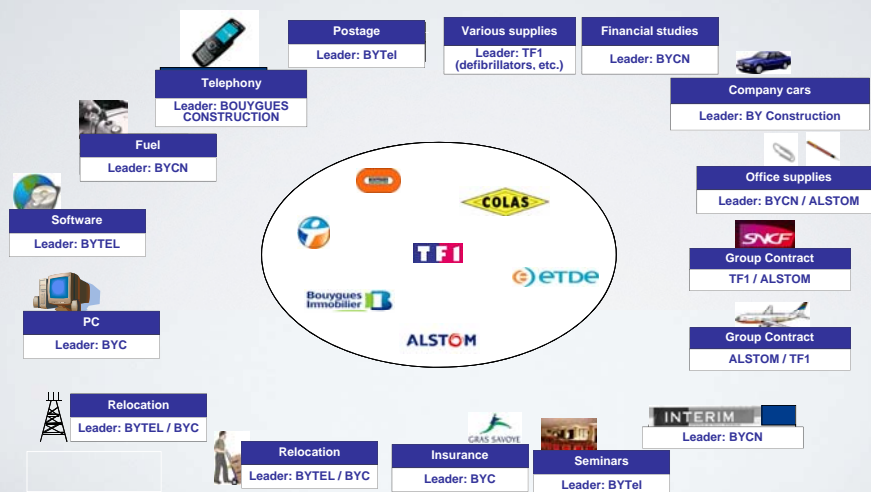 Postage
Leader: BYTel
Various supplies
Leader: TF1
(defibrillators, etc.)
Financial studies
Leader: BYCN
Telephony
Leader: BOUYGUES
CONSTRUCTION
Company cars
Leader: BY Construction
Fuel
Leader: BYCN
Office supplies
Leader: BYCN / ALSTOM
Software
Leader: BYTEL
COLAS
TF1
ETDE
Bouygues
Immobilier
ALSTOM
SNCF
Group Contract
TF1 / ALSTOM
PC
Leader: BYC
Group Contract
ALSTOM / TF1
Relocation
Leader: BYTEL / BYC
INTERIM
Leader: BYCN
Relocation
Leader: BYTEL / BYC
GRAS SAVOYE
Insurance
Leader: BYC
Seminars
Leader: BYTel